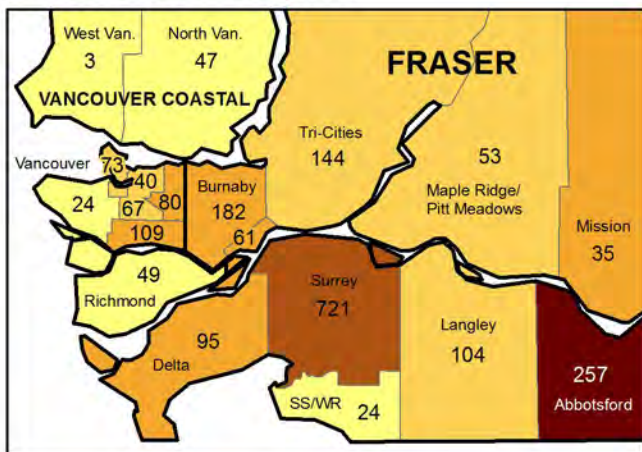 West Van.
3
North Van.
47
VANCOUVER COASTAL
FRASER
Tri-Cities
144
53
Maple Ridge/
Pitt Meadows
Mission
35
Vancouver
73
40
24
67
80
109
Burnaby
182
61
49
Richmond
Surrey
721
95
Delta
Langley
104
SS/WR
24
257
Abbotsford